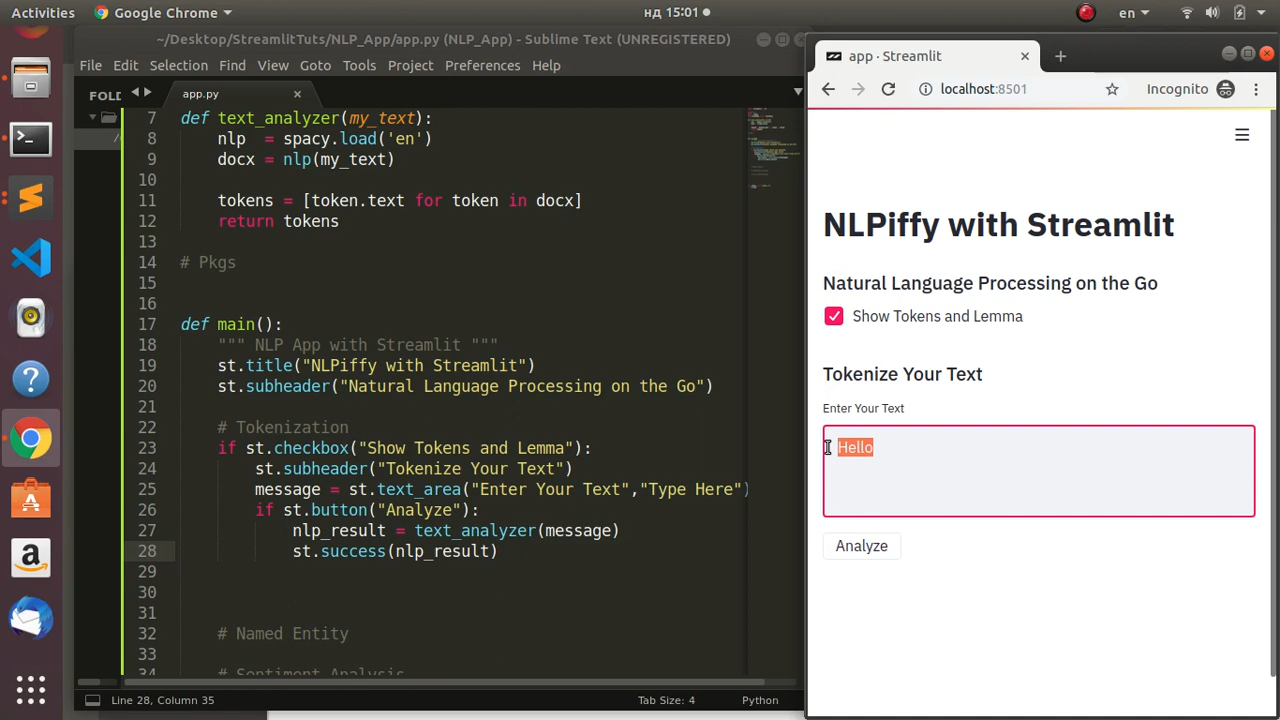 Activities
Google Chrome
нд 15:01
en
~/Desktop/StreamlitTuts/NLP_App/app.py (NLP_App) - Sublime Text (UNREGISTERED)
File Edit Selection Find View Goto Tools Project Preferences Help
FOLD
app.py
7 def text_analyzer(my_text):
8 nlp = spacy.load('en')
9 docx = nlp(my_text)
10
11 tokens = [token.text for token in docx]
12 return tokens
13
14 # Pkgs
15
16
17 def main():
18 """ NLP App with Streamlit """
19 st.title("NLPiffy with Streamlit")
20 st.subheader("Natural Language Processing on the Go")
21
22 # Tokenization
23 if st.checkbox("Show Tokens and Lemma"):
24 st.subheader("Tokenize Your Text")
25 message = st.text_area("Enter Your Text","Type Here")
26 if st.button("Analyze"):
27 nlp_result = text_analyzer(message)
28 st.success(nlp_result)
29
30
31
32 # Named Entity
33
34 # Sentiment Analysis
Line 28, Column 35
Tab Size: 4
Python
app · Streamlit
localhost:8501
Incognito
NLPiffy with Streamlit
Natural Language Processing on the Go
Show Tokens and Lemma
Tokenize Your Text
Enter Your Text
Hello
Analyze